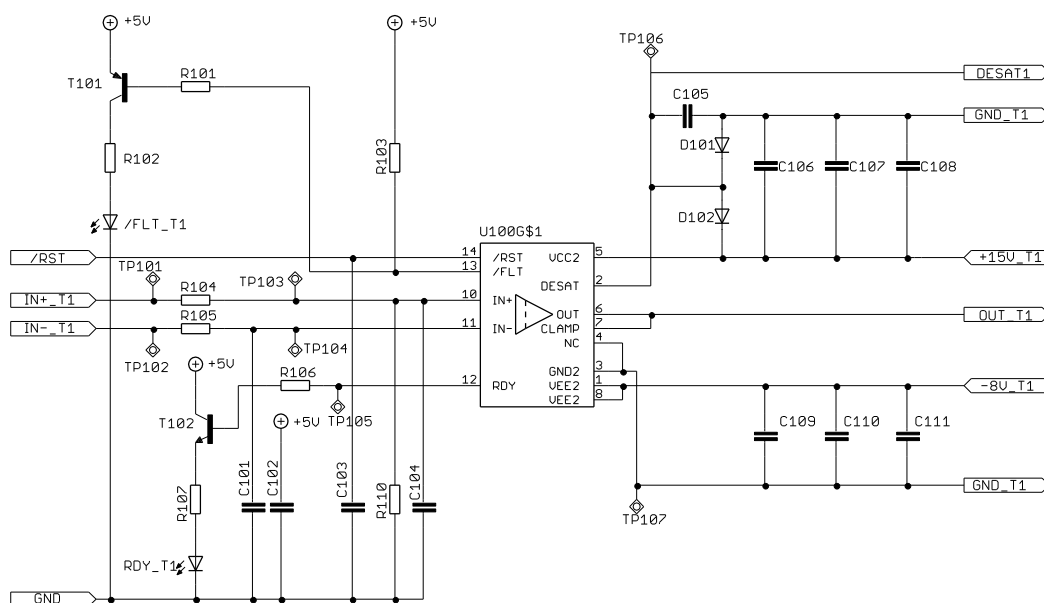 +5V
+5V
TP106
T101
R101
DESAT1
C105
GND_T1
R102
R103
D101
C106
C107
C108
/FLT_T1
D102
U100G$1
/RST
14
/RST
VCC2
5
+15V_T1
TP101
13
/FLT
TP103
DESAT
2
IN+_T1
R104
10
IN+
OUT
6
OUT_T1
IN-_T1
R105
11
IN-
CLAMP
7
TP102
TP104
NC
4
+5V
R106
GND2
3
12
RDY
VEE2
1
-8V_T1
VEE2
8
T102
+5V
TP105
C109
C110
C111
R107
C101
C102
C103
R110
C104
GND_T1
TP107
RDY_T1
GND